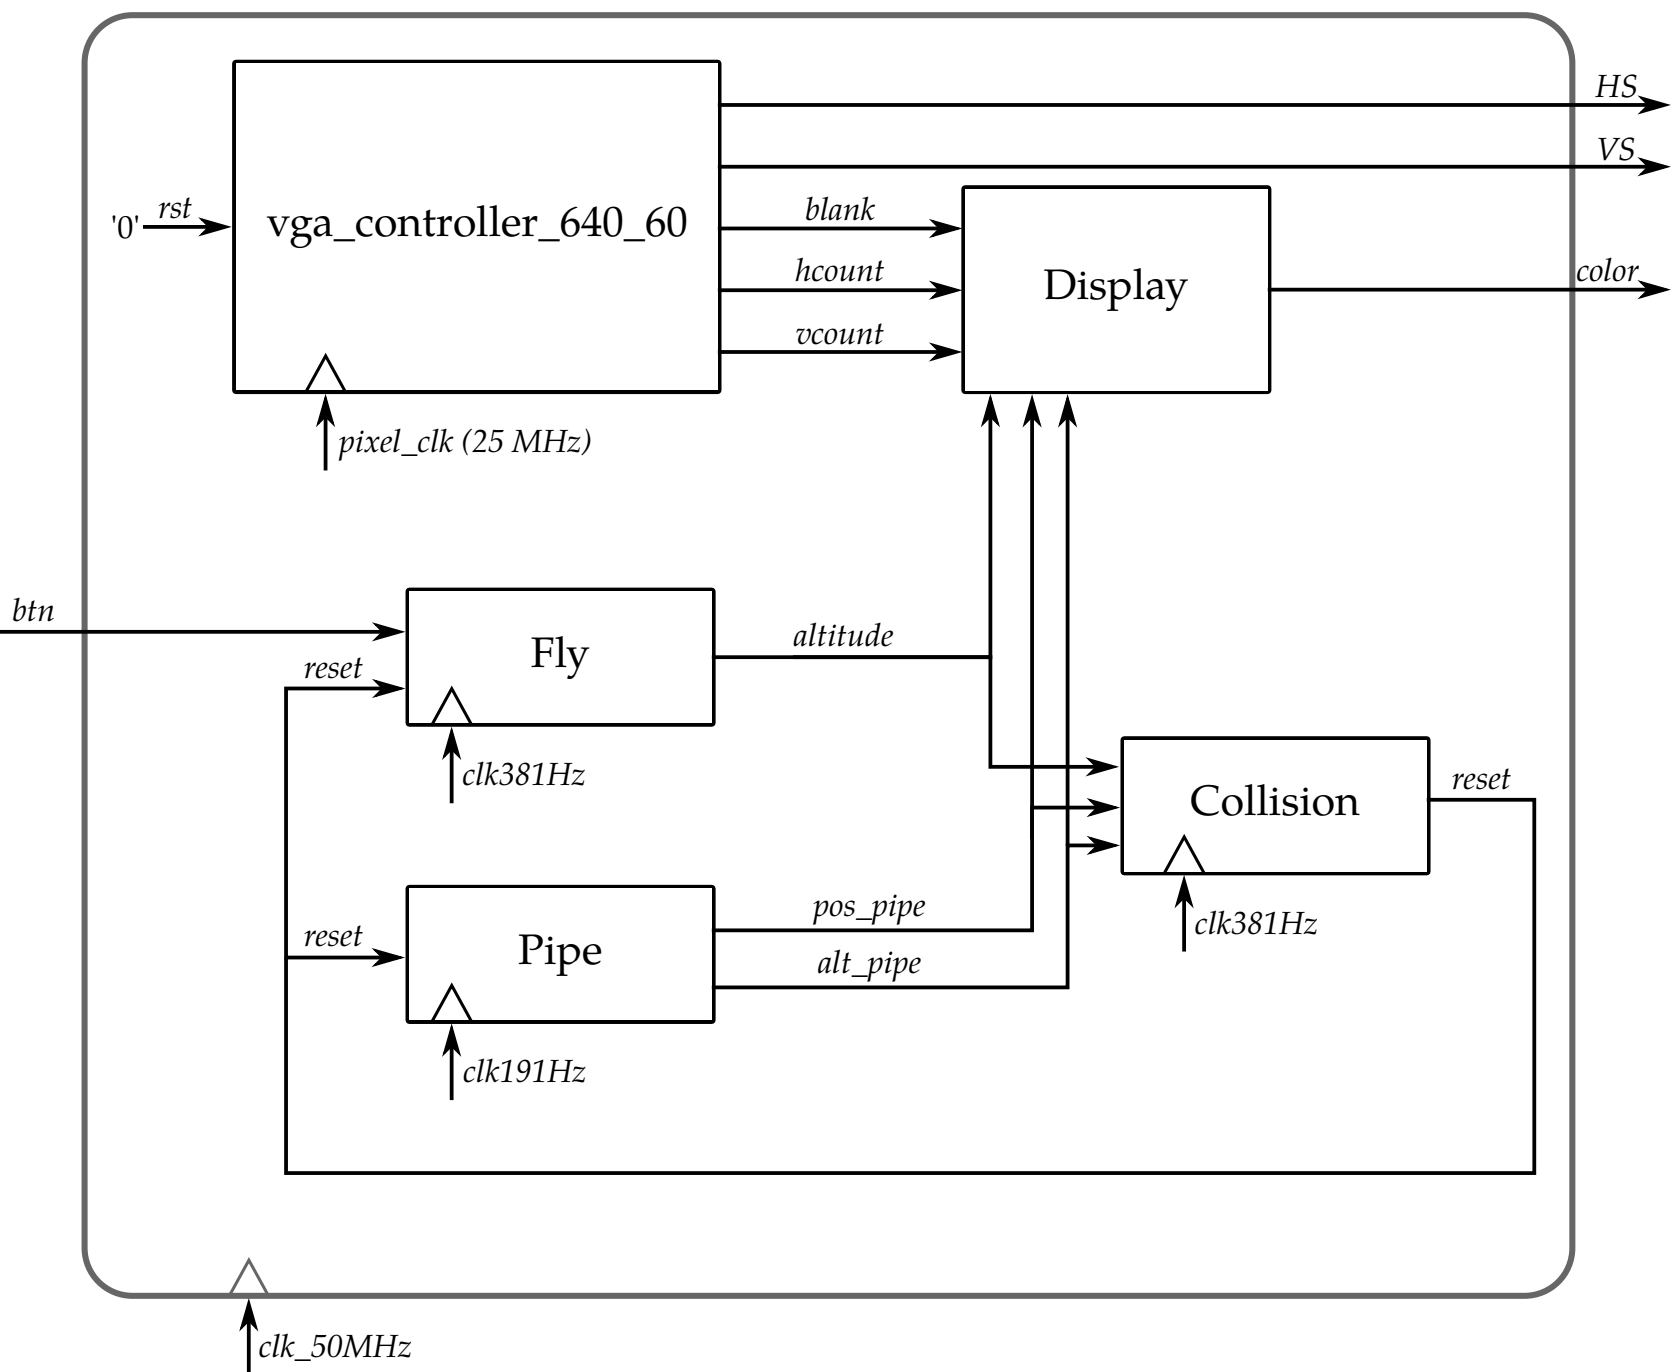 HS
VS
'0'
rst
vga_controller_640_60
blank
hcount
vcount
Display
color
pixel_clk (25 MHz)
btn
reset
Fly
altitude
clk381Hz
Collision
reset
clk381Hz
reset
Pipe
pos_pipe
alt_pipe
clk191Hz
clk_50MHz